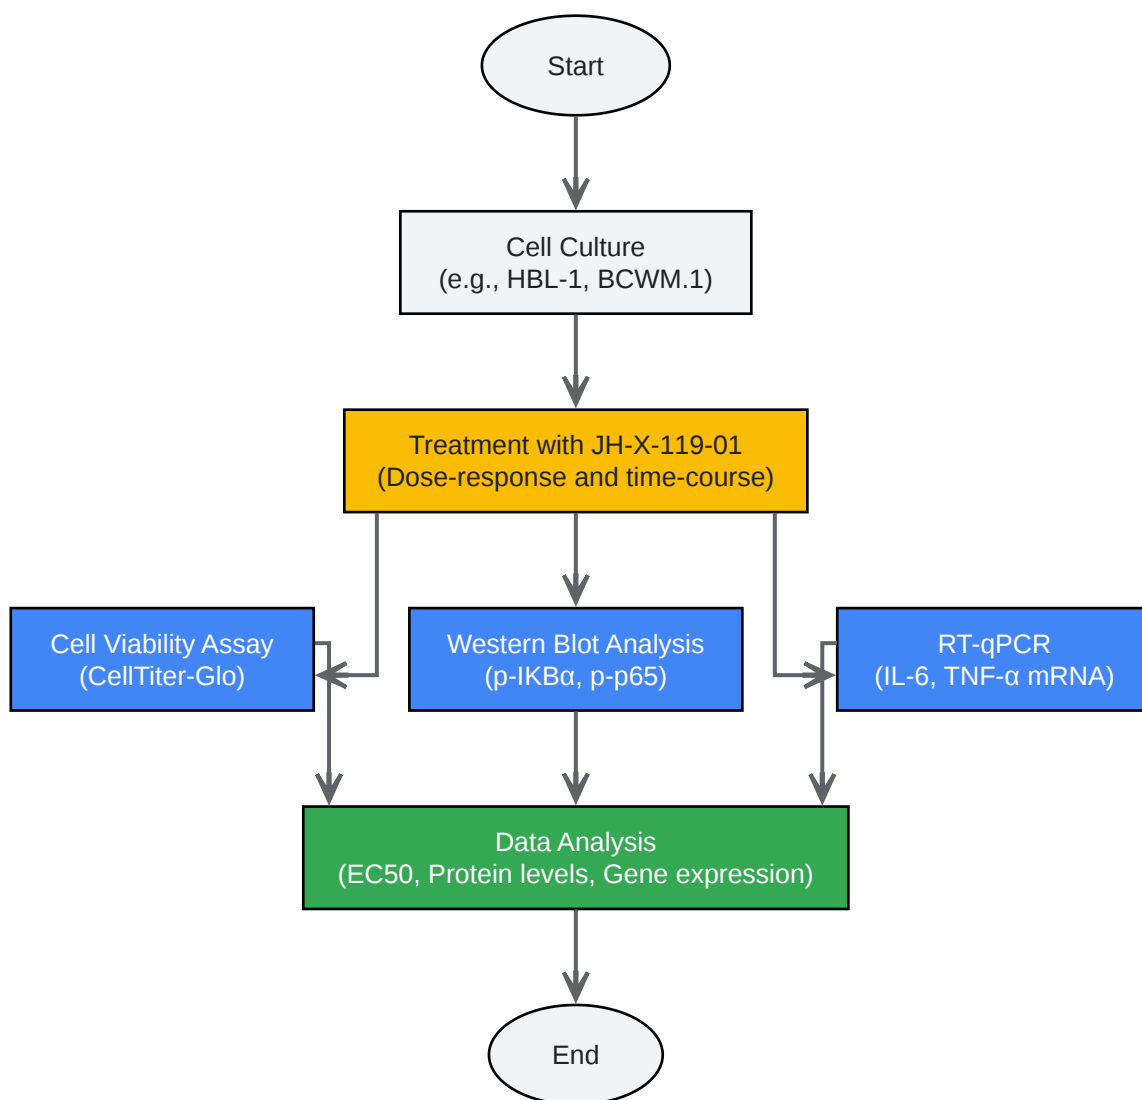 Start
Cell Culture
(e.g., HBL-1, BCWM.1)
Treatment with JH-X-119-01
(Dose-response and time-course)
Cell Viability Assay
(CellTiter-Glo)
Western Blot Analysis
(p-IKBα, p-p65)
RT-qPCR
(IL-6, TNF-α mRNA)
Data Analysis
(EC50, Protein levels, Gene expression)
End